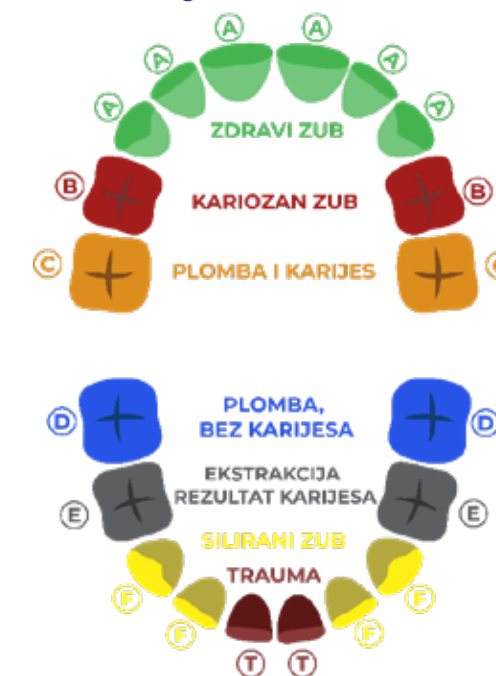 A A
A A
A A
ZDRAVI ZUB
B KARIOZAN ZUB B
C PLOMBA I KARIJES
D PLOMBA, D
BEZ KARIJESA
EKSTRAKCIJA
E REZULTAT KARIJESA E
SILIRANI ZUB
TRAUMA
F F
F F
T T